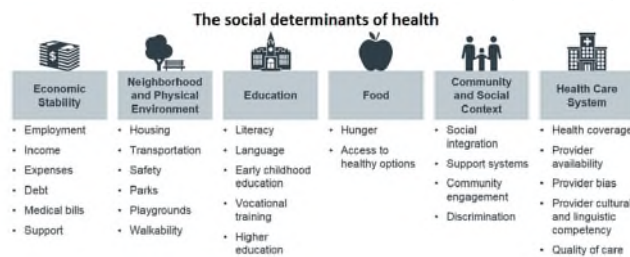 The social determinants of health
Economic
Stability
• Employment
• Income
• Expenses
• Debt
• Medical bills
• Support
Neighborhood
and Physical
Environment
• Housing
• Transportation
• Safety
• Parks
• Playgrounds
• Walkability
Education
• Literacy
• Language
• Early childhood
education
• Vocational
training
• Higher
education
Food
• Hunger
• Access to
healthy options
Community
and Social
Context
• Social
integration
• Support systems
• Community
engagement
• Discrimination
Health Care
System
• Health coverage
• Provider
availability
• Provider bias
• Provider cultural
and linguistic
competency
• Quality of care